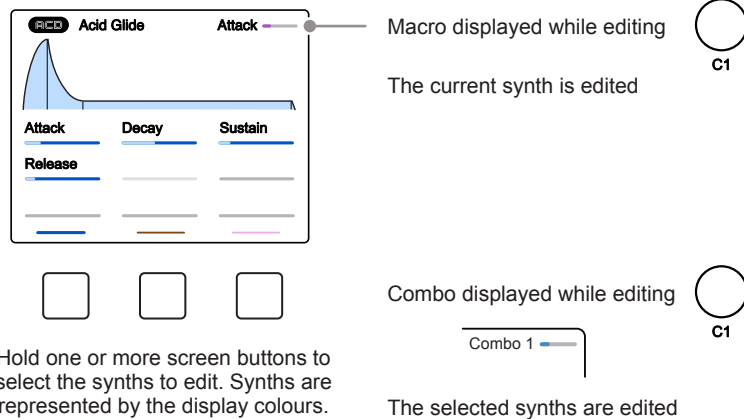 ACD Acid Glide Attack
Attack Decay Sustain
Release
Hold one or more screen buttons to
select the synths to edit. Synths are
represented by the display colours.
Macro displayed while editing
C1
The current synth is edited
Combo displayed while editing
C1
Combo 1
The selected synths are edited